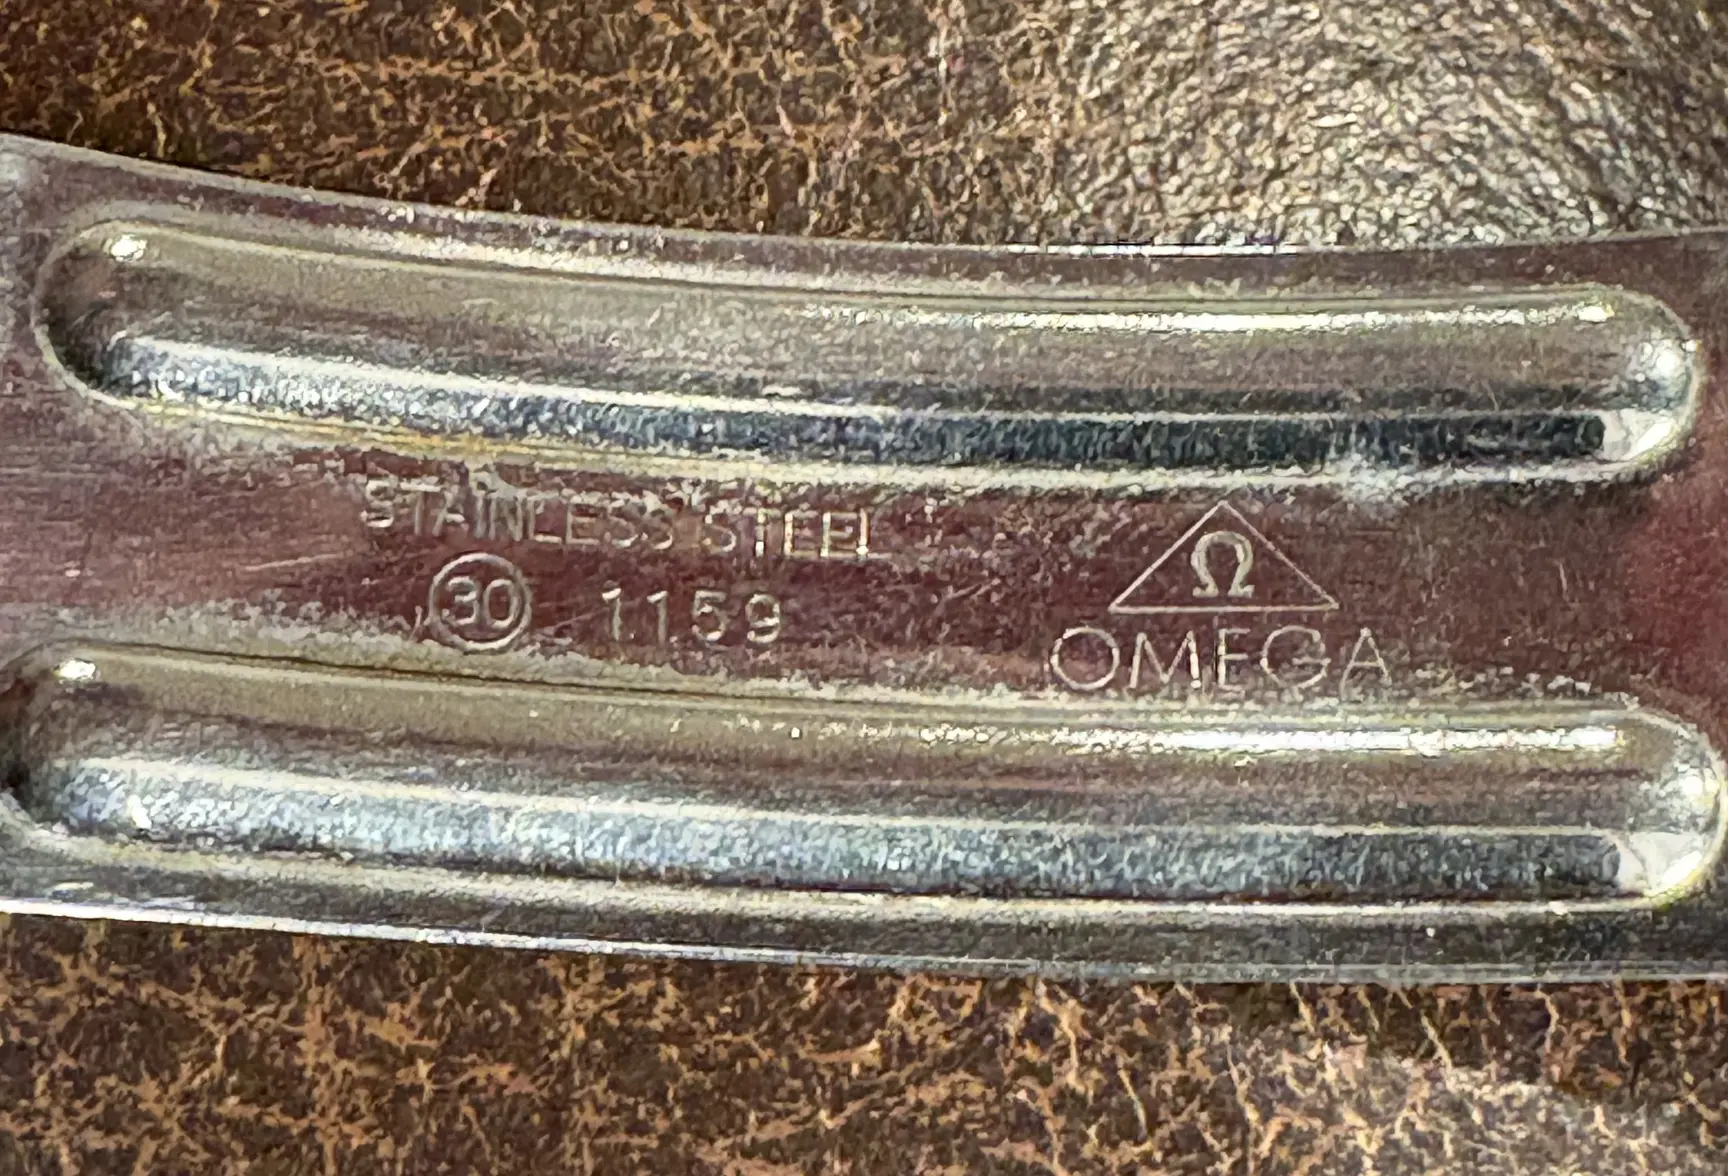 STAINLESS STEEL
30 1159
Ω
OMEGA